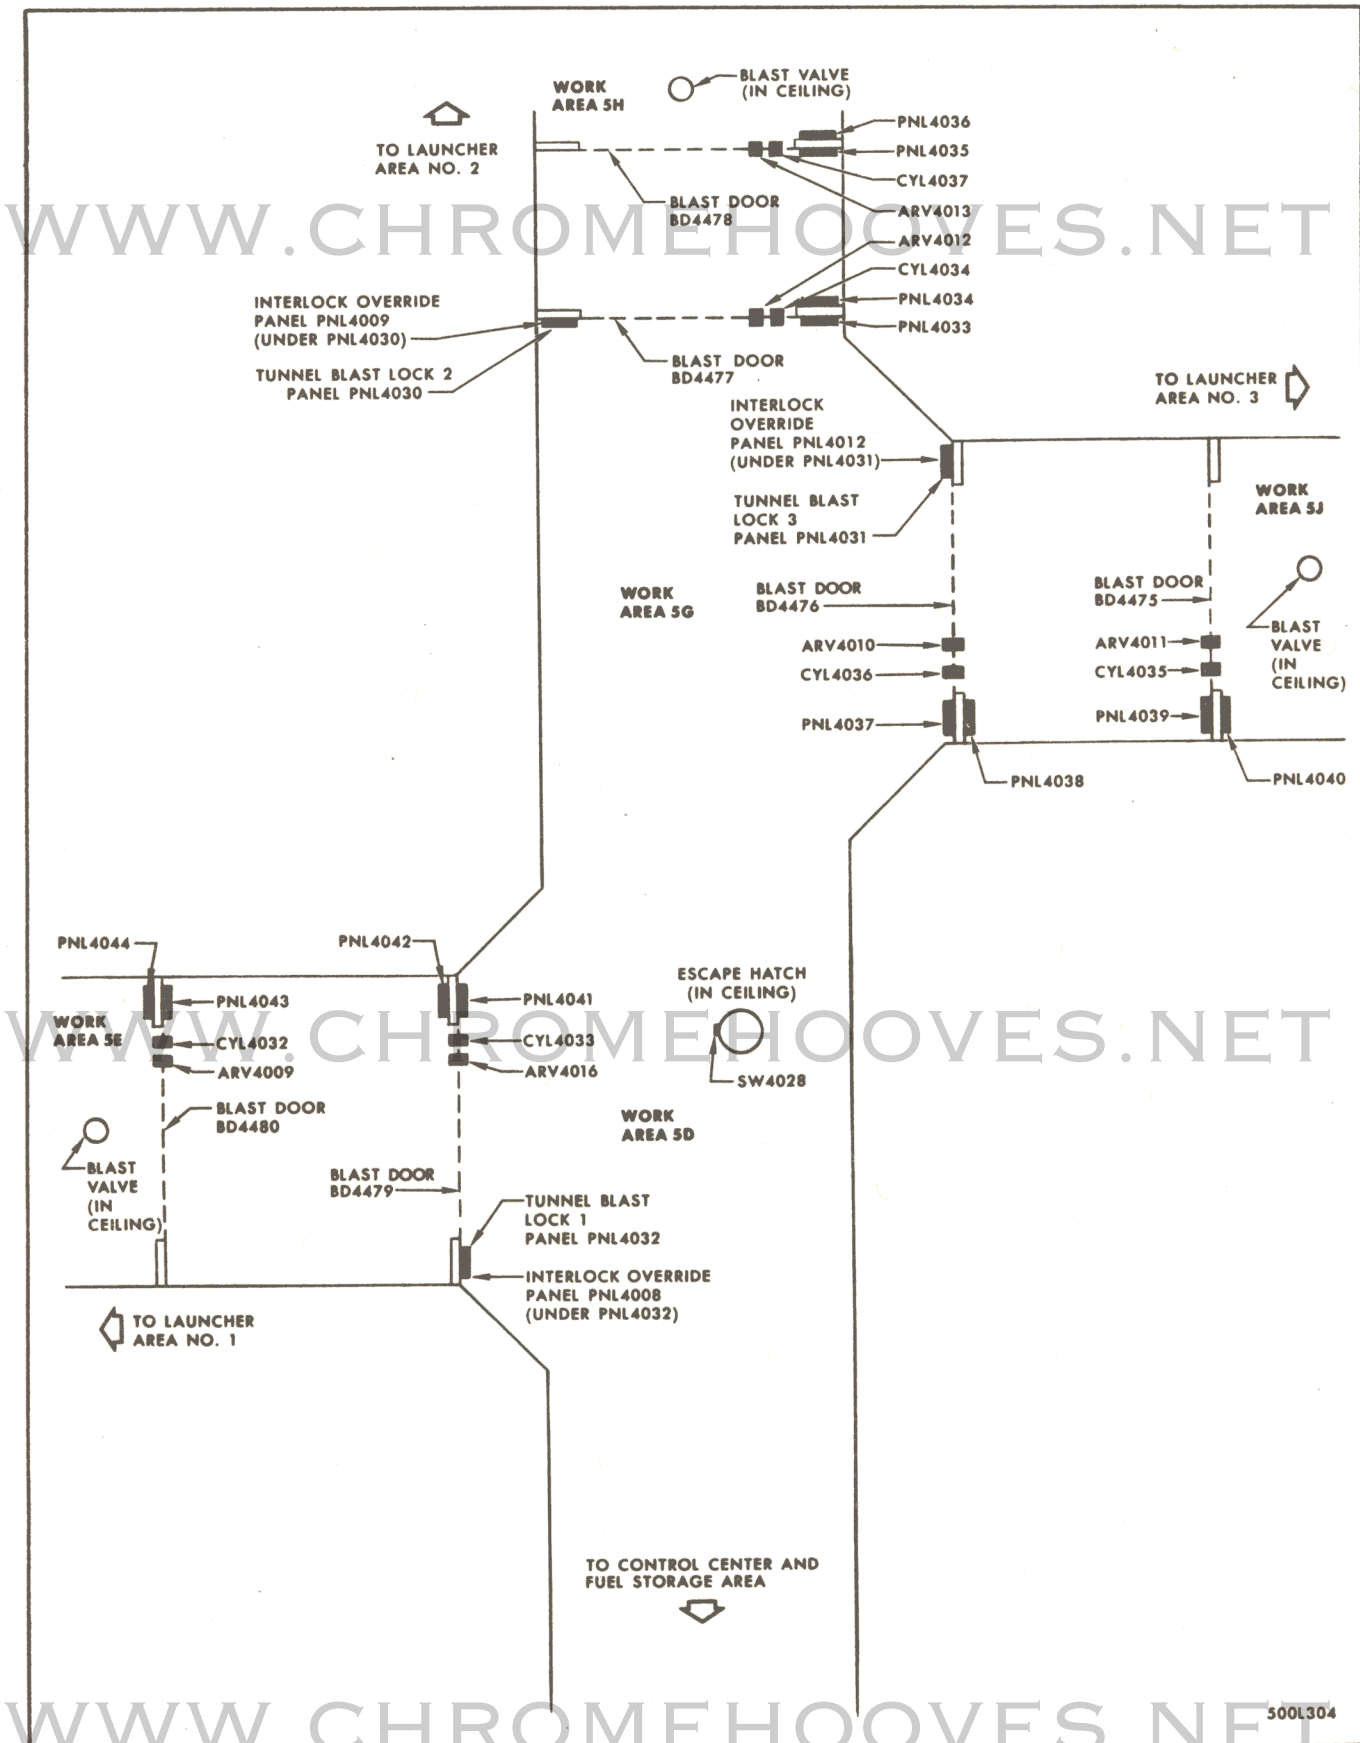 WORK
AREA 5H
BLAST VALVE
(IN CEILING)
TO LAUNCHER
AREA NO. 2
PNL4036
PNL4035
CYL4037
BLAST DOOR
BD4478
ARV4013
WWW.CHROMEHOOVES.NET
ARV4012
CYL4034
PNL4034
PNL4033
INTERLOCK OVERRIDE
PANEL PNL4009
(UNDER PNL4030)
TUNNEL BLAST LOCK 2
PANEL PNL4030
BLAST DOOR
BD4477
TO LAUNCHER
AREA NO. 3
INTERLOCK
OVERRIDE
PANEL PNL4012
(UNDER PNL4031)
TUNNEL BLAST
LOCK 3
PANEL PNL4031
WORK
AREA 5J
WORK
AREA 5G
BLAST DOOR
BD4476
BLAST DOOR
BD4475
ARV4010
CYL4036
PNL4037
ARV4011
CYL4035
PNL4039
BLAST
VALVE
(IN
CEILING)
PNL4038
PNL4040
PNL4044
PNL4042
PNL4043
PNL4041
ESCAPE HATCH
(IN CEILING)
WORK
AREA 5E
WWW.CHROMEHOOVES.NET
CYL4032
ARV4009
CYL4033
ARV4016
SW4028
BLAST DOOR
BD4480
WORK
AREA 5D
BLAST
VALVE
(IN
CEILING)
BLAST DOOR
BD4479
TUNNEL BLAST
LOCK 1
PANEL PNL4032
INTERLOCK OVERRIDE
PANEL PNL4008
(UNDER PNL4032)
TO LAUNCHER
AREA NO. 1
TO CONTROL CENTER AND
FUEL STORAGE AREA
WWW.CHROMEHOOVES.NET
500L304